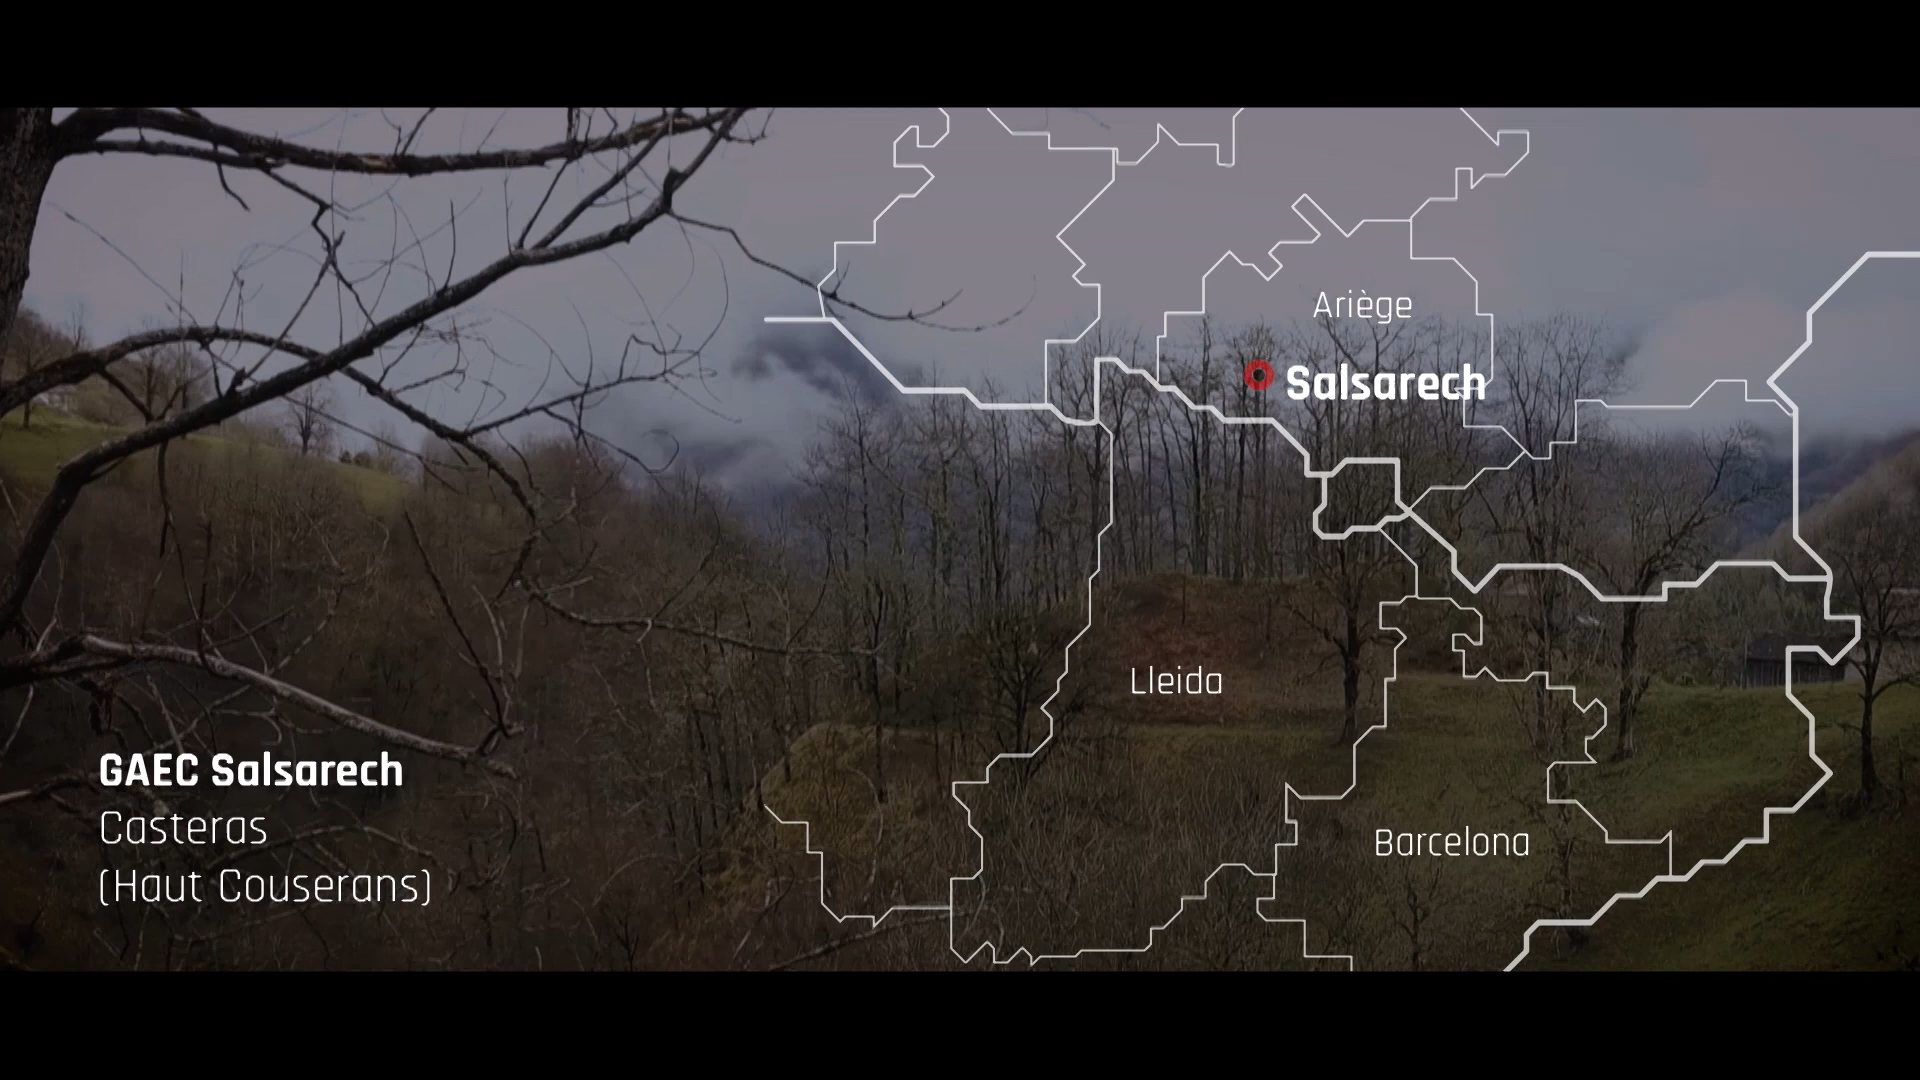 Ariège
Salsarech
Lleida
Barcelona
GAEC Salsarech
Casteras
(Haut Couserans)